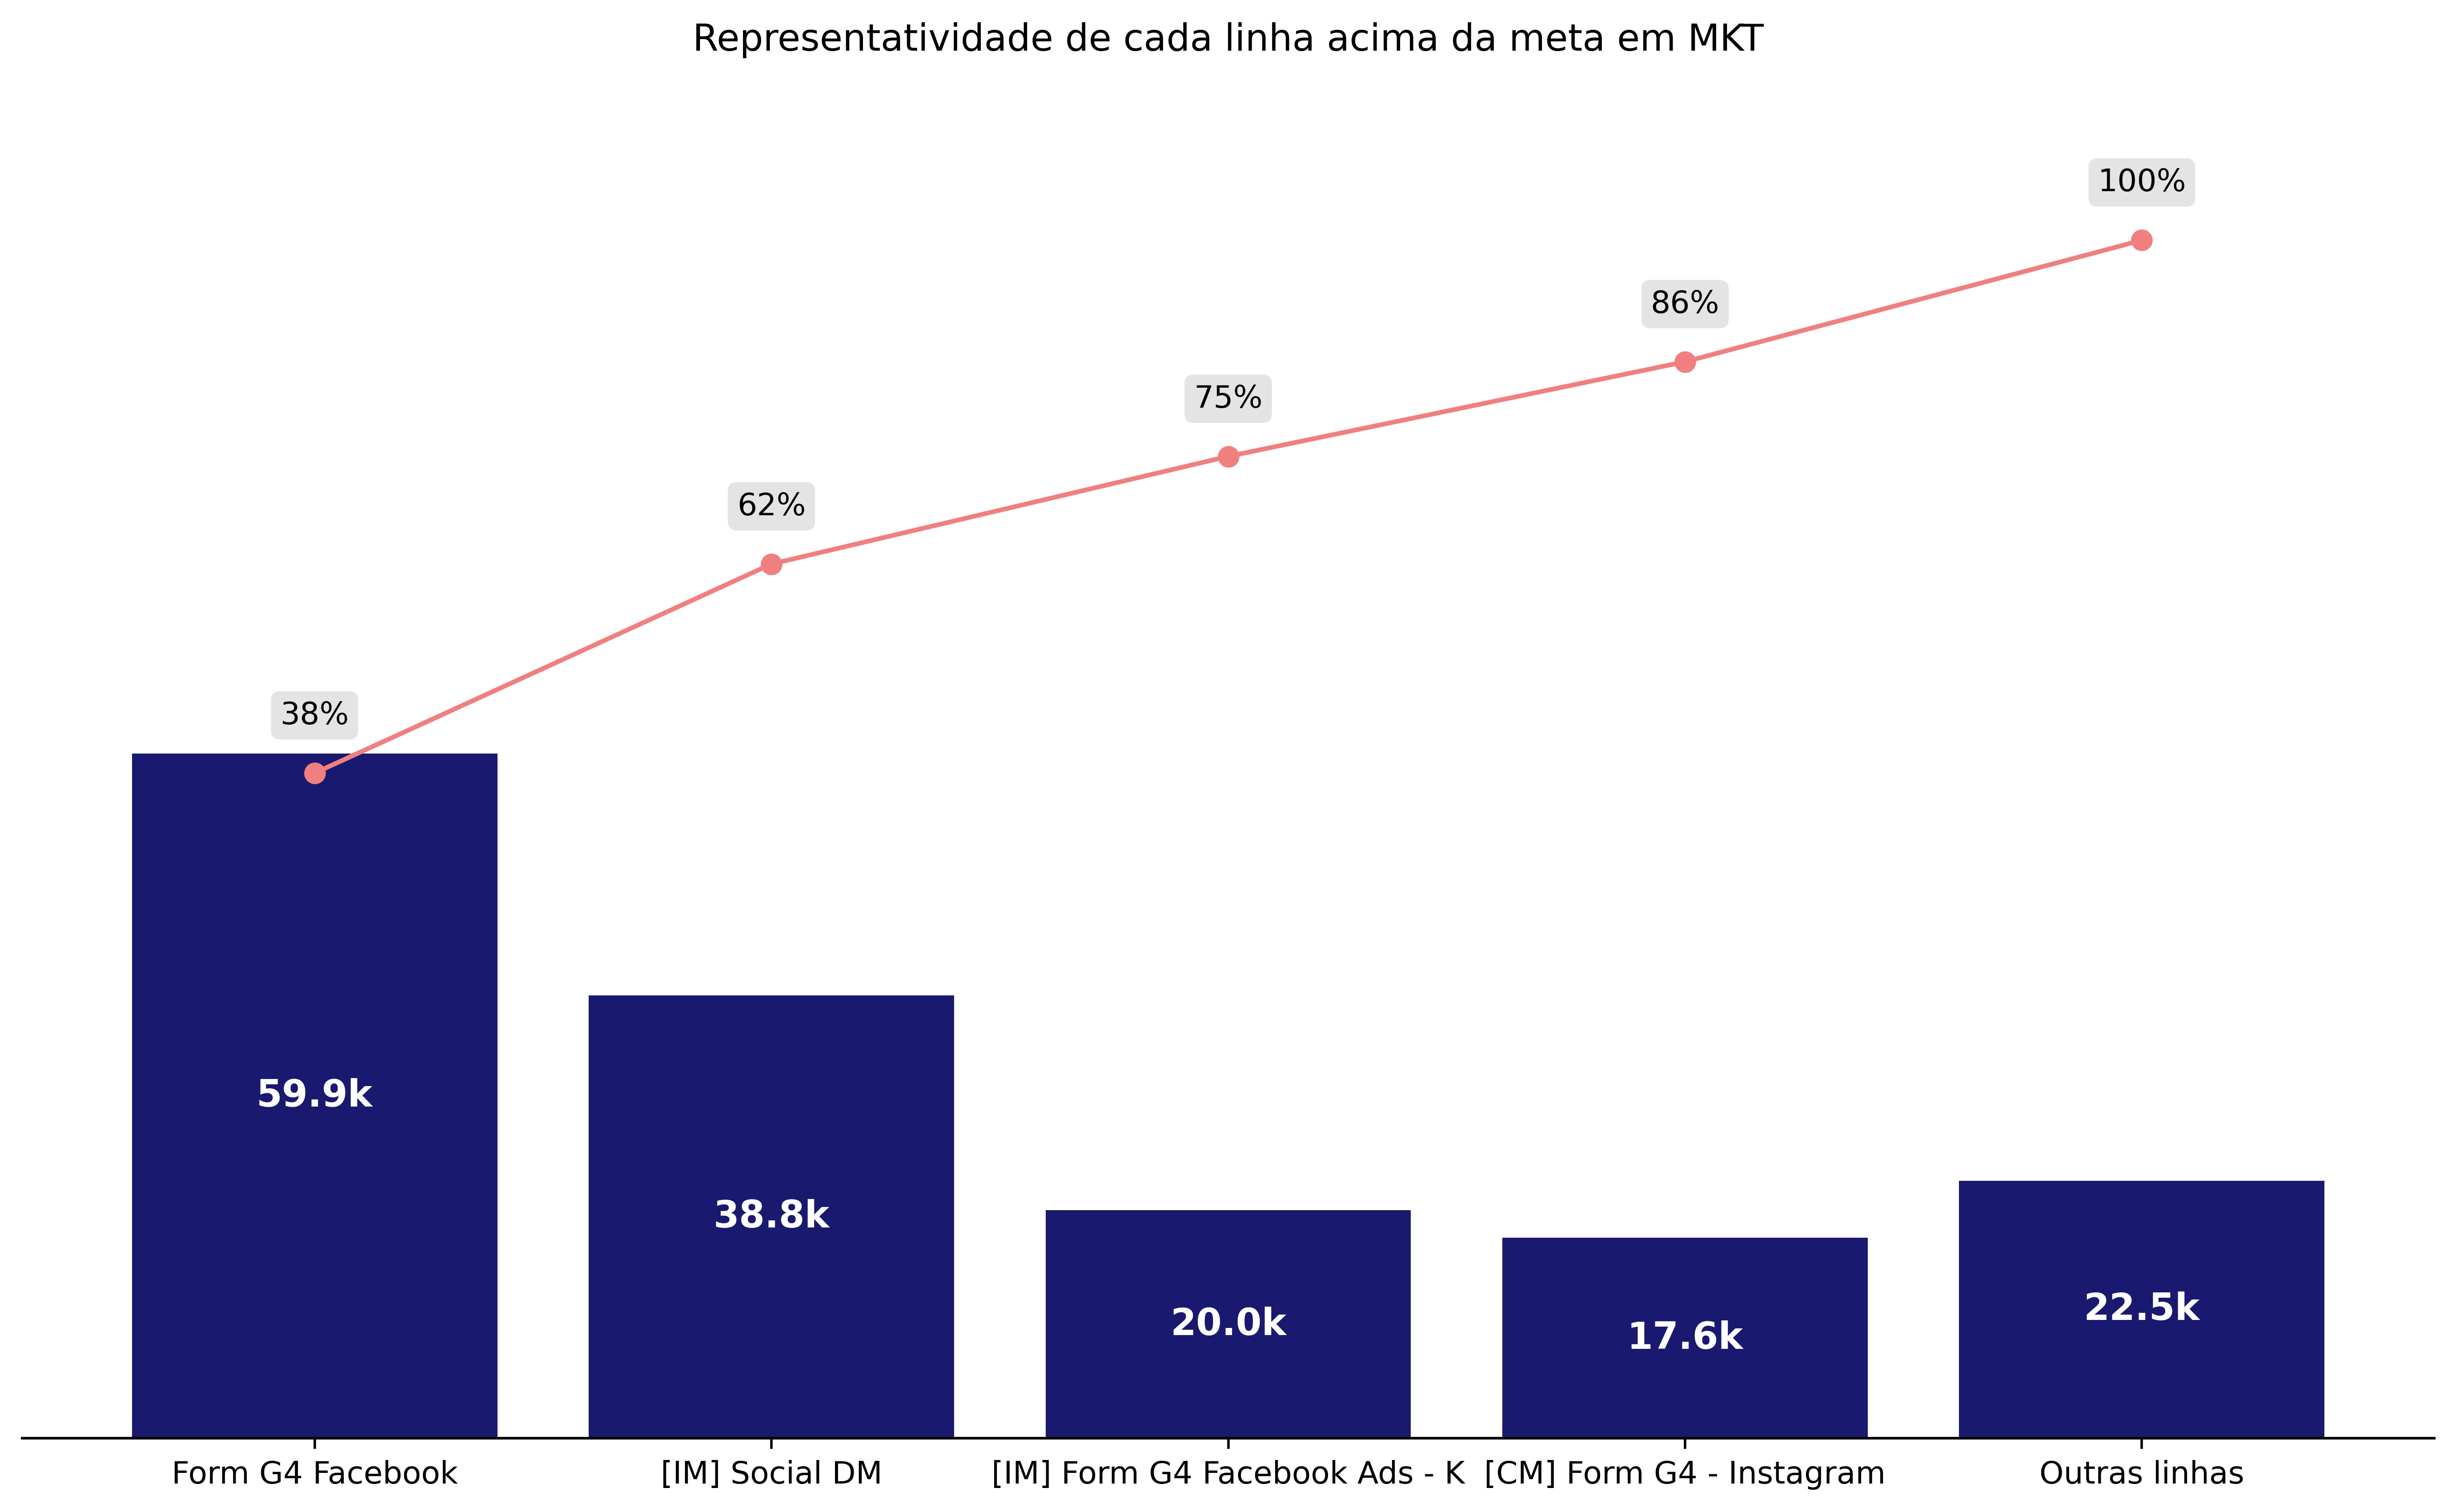 Representatividade de cada linha acima da meta em MKT
100%
86%
75%
62%
38%
59.9k
38.8k
20.0k
17.6k
22.5k
Form G4 Facebook
[IM] Social DM
[IM] Form G4 Facebook Ads - K
[CM] Form G4 - Instagram
Outras linhas